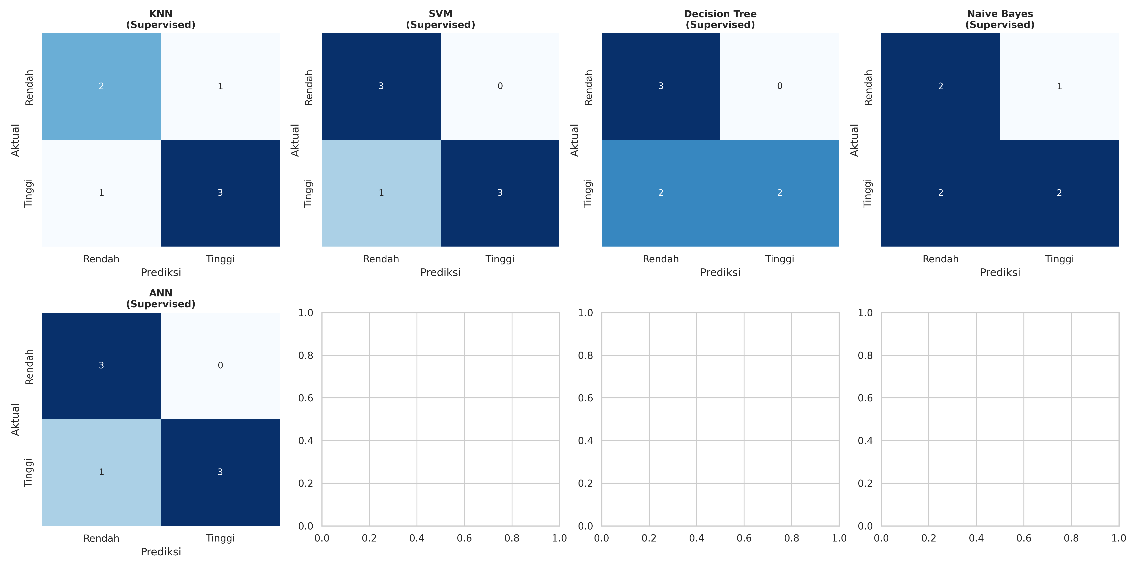 KNN
(Supervised)
Aktual
Rendah
Tinggi
2
1
1
3
Rendah
Tinggi
Prediksi
SVM
(Supervised)
Aktual
Rendah
Tinggi
3
0
1
3
Rendah
Tinggi
Prediksi
Decision Tree
(Supervised)
Aktual
Rendah
Tinggi
3
0
2
2
Rendah
Tinggi
Prediksi
Naive Bayes
(Supervised)
Aktual
Rendah
Tinggi
2
1
2
2
Rendah
Tinggi
Prediksi
ANN
(Supervised)
Aktual
Rendah
Tinggi
3
0
1
3
Rendah
Tinggi
Prediksi
1.0
0.8
0.6
0.4
0.2
0.0
0.0 0.2 0.4 0.6 0.8 1.0
1.0
0.8
0.6
0.4
0.2
0.0
0.0 0.2 0.4 0.6 0.8 1.0
1.0
0.8
0.6
0.4
0.2
0.0
0.0 0.2 0.4 0.6 0.8 1.0